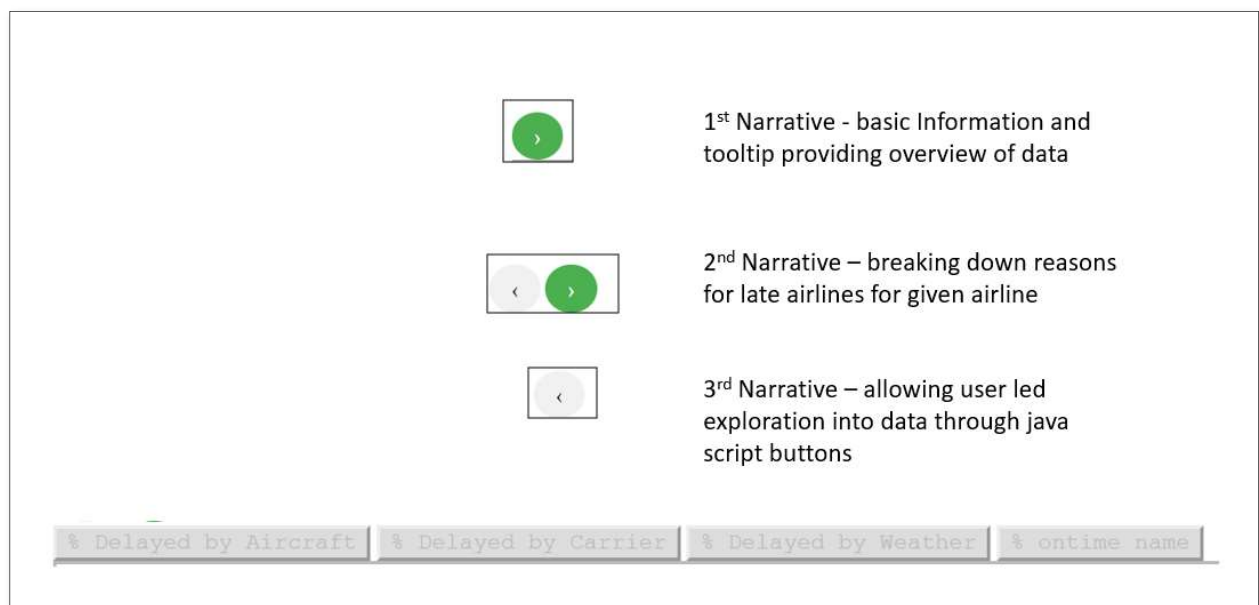 ›
1st Narrative - basic Information and
tooltip providing overview of data
‹ ›
2nd Narrative – breaking down reasons
for late airlines for given airline
‹
3rd Narrative – allowing user led
exploration into data through java
script buttons
% Delayed by Aircraft % Delayed by Carrier % Delayed by Weather % ontime name